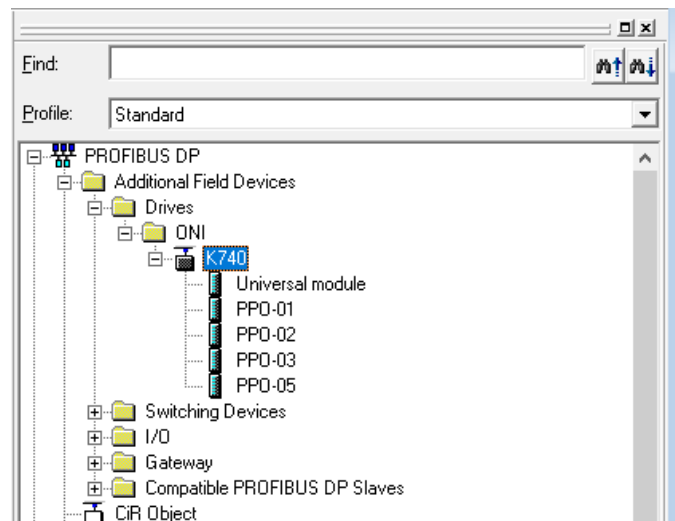 Find:
Profile: Standard
PROFIBUS DP
Additional Field Devices
Drives
ONI
K740
Universal module
PPO-01
PPO-02
PPO-03
PPO-05
Switching Devices
I/O
Gateway
Compatible PROFIBUS DP Slaves
CiR Object